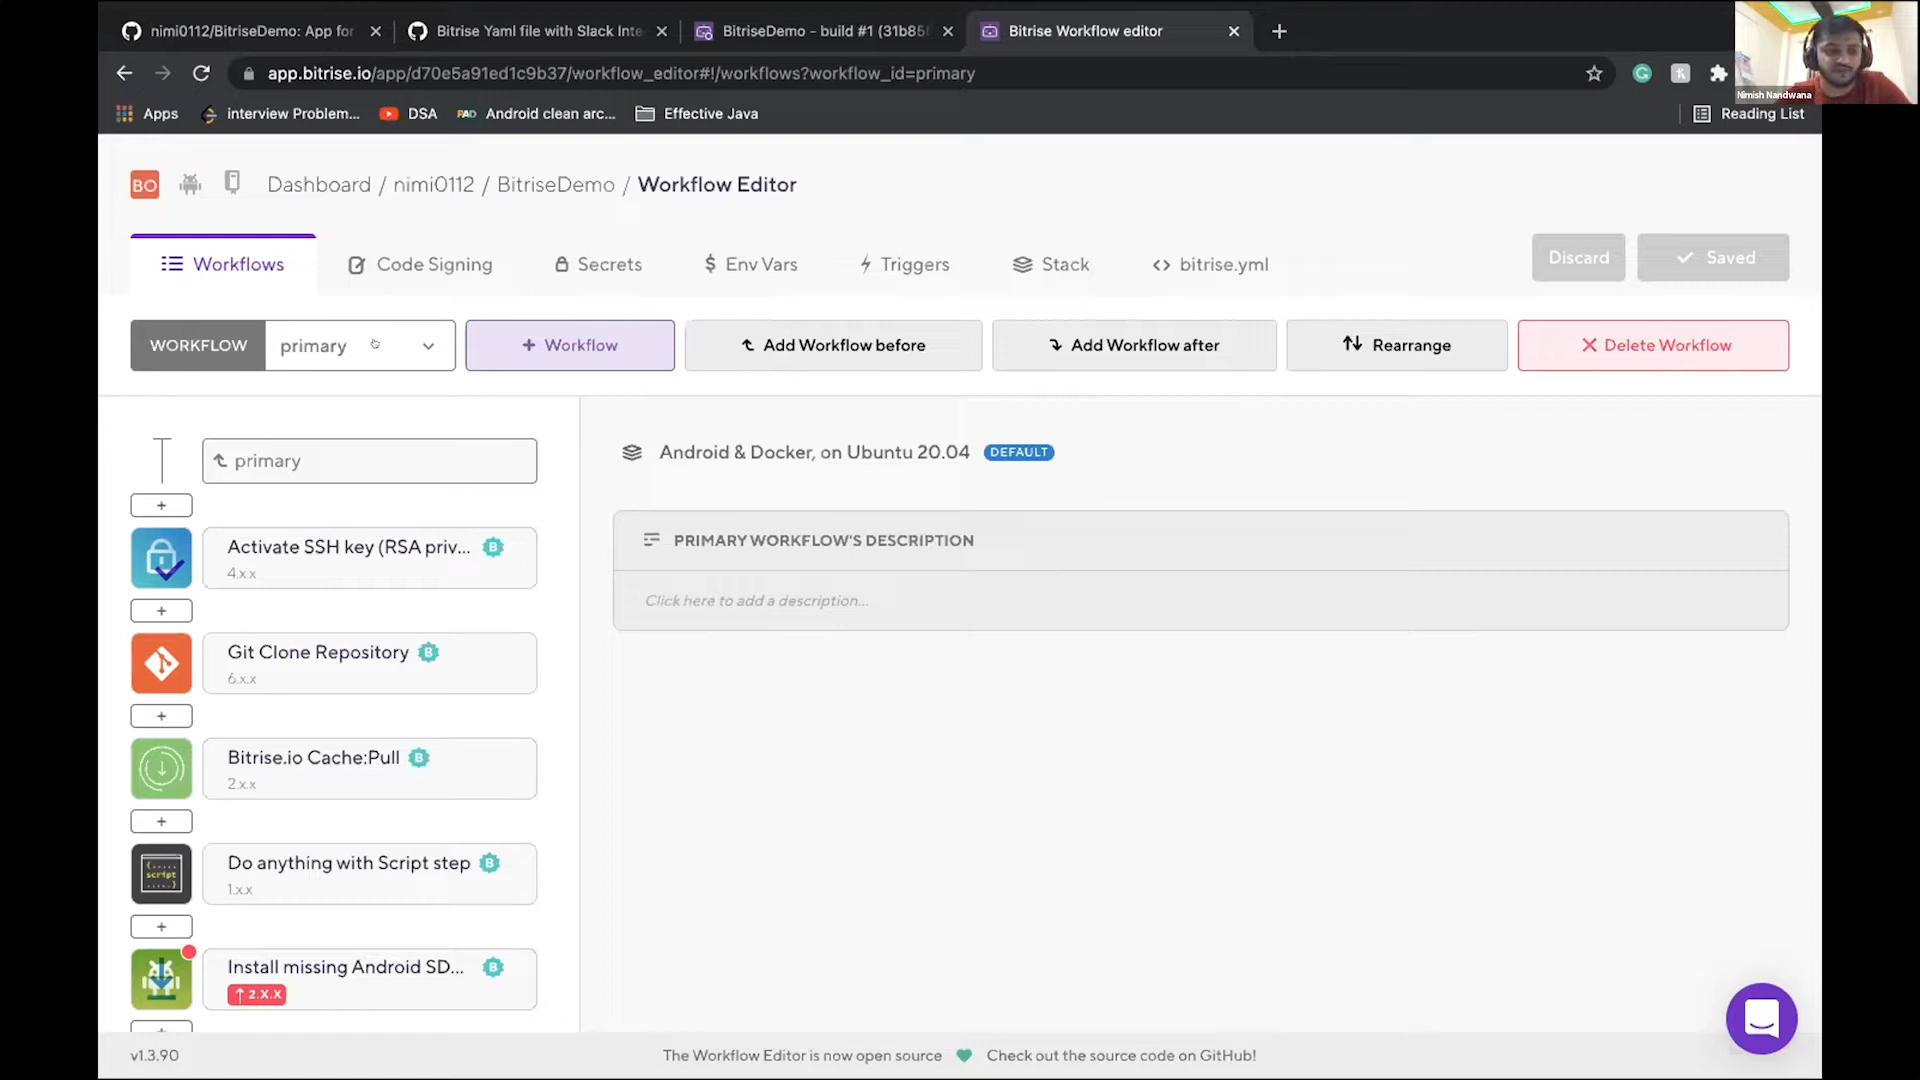 nimi0112/BitriseDemo: App for
Bitrise Yaml file with Slack Inte
BitriseDemo - build #1 (31b85f
Bitrise Workflow editor
app.bitrise.io/app/d70e5a91ed1c9b37/workflow_editor#!/workflows?workflow_id=primary
Nimish Nandwana
Apps
interview Problem...
DSA
Android clean arc...
Effective Java
Reading List
BO
Dashboard / nimi0112 / BitriseDemo / Workflow Editor
Workflows
Code Signing
Secrets
$ Env Vars
Triggers
Stack
<> bitrise.yml
Discard
Saved
WORKFLOW
primary
+ Workflow
Add Workflow before
Add Workflow after
Rearrange
Delete Workflow
primary
+
Activate SSH key (RSA priv...
B
4.x.x
+
Git Clone Repository
B
6.x.x
+
Bitrise.io Cache:Pull
B
2.x.x
+
{.....
script
.....}
Do anything with Script step
B
1.x.x
+
Install missing Android SD...
B
↑ 2.X.X
Android & Docker, on Ubuntu 20.04
DEFAULT
PRIMARY WORKFLOW'S DESCRIPTION
Click here to add a description...
v1.3.90
The Workflow Editor is now open source
Check out the source code on GitHub!